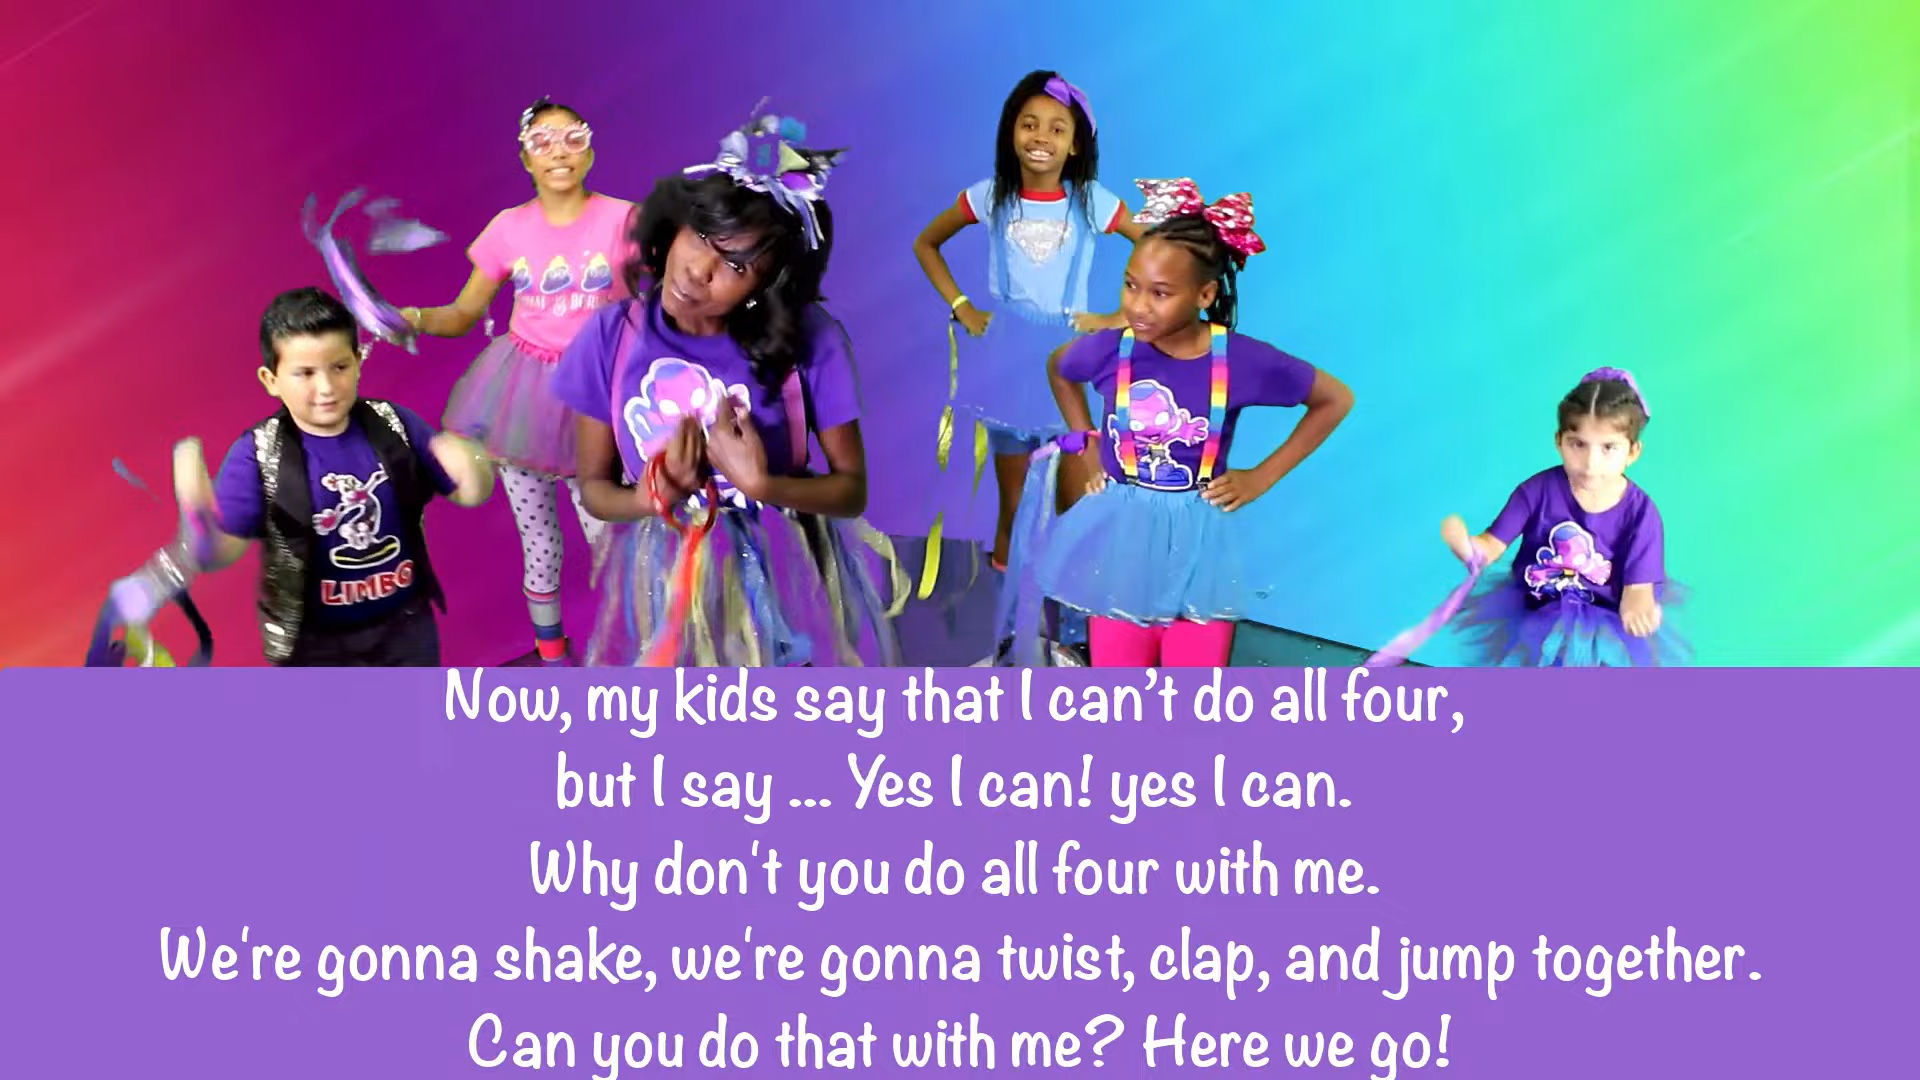 LIMBO
Now, my kids say that I can’t do all four,
but I say ... Yes I can! yes I can.
Why don't you do all four with me.
We're gonna shake, we're gonna twist, clap, and jump together.
Can you do that with me? Here we go!